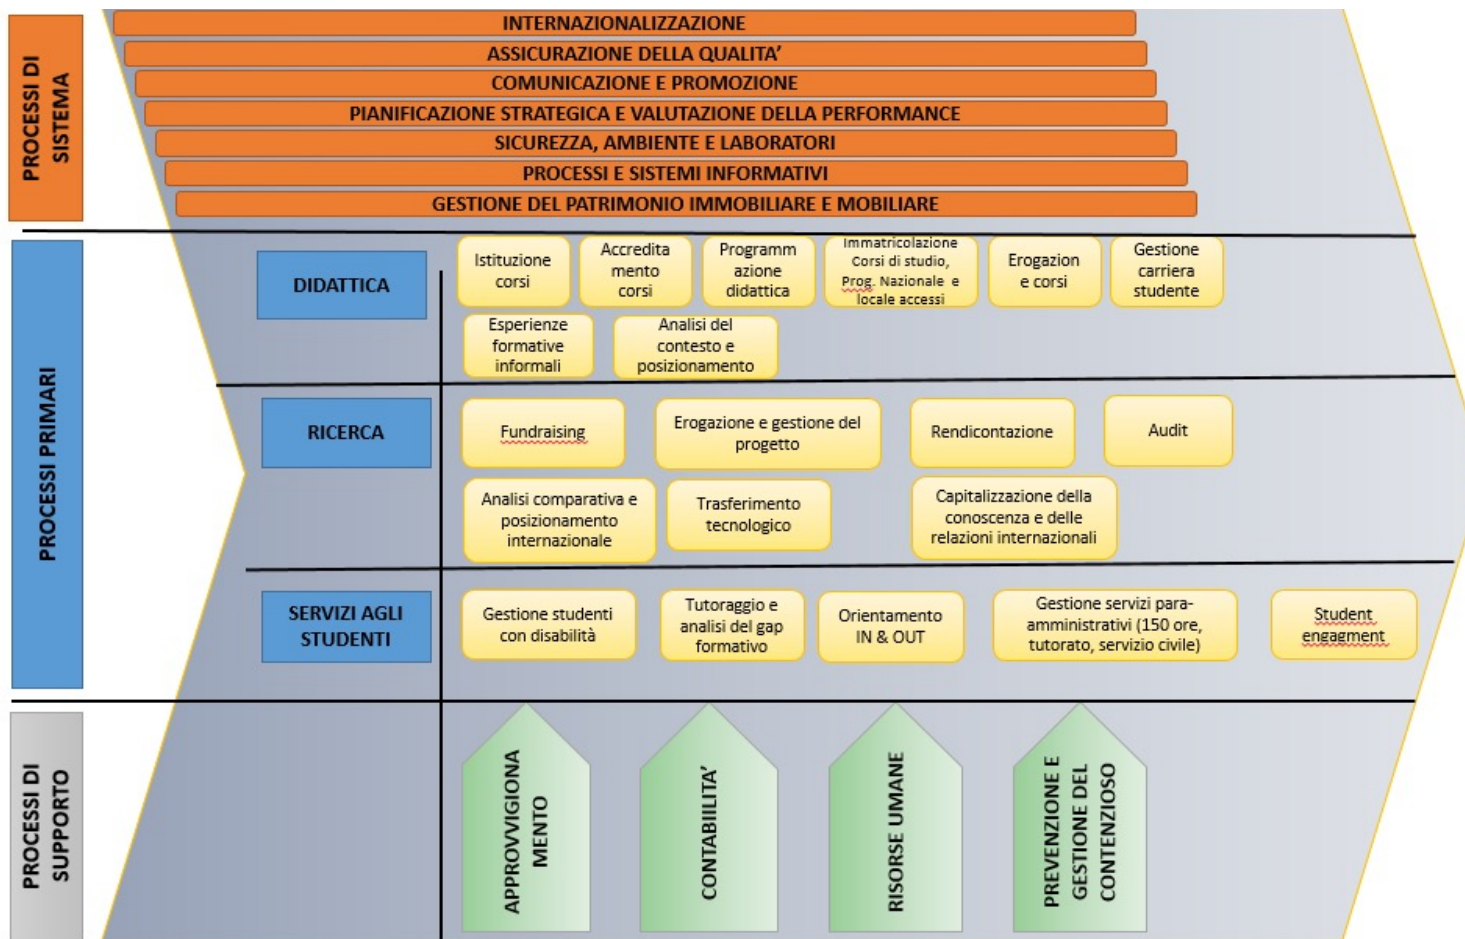 PROCESSI DI
SISTEMA
INTERNAZIONALIZZAZIONE
ASSICURAZIONE DELLA QUALITA’
COMUNICAZIONE E PROMOZIONE
PIANIFICAZIONE STRATEGICA E VALUTAZIONE DELLA PERFORMANCE
SICUREZZA, AMBIENTE E LABORATORI
PROCESSI E SISTEMI INFORMATIVI
GESTIONE DEL PATRIMONIO IMMOBILIARE E MOBILIARE
PROCESSI PRIMARI
DIDATTICA
Istituzione
corsi
Accredita
mento
corsi
Programm
azione
didattica
Immatricolazione
Corsi di studio,
Prog. Nazionale e
locale accessi
Erogazion
e corsi
Gestione
carriera
studente
Esperienze
formative
informali
Analisi del
contesto e
posizionamento
RICERCA
Fundraising
Erogazione e gestione del
progetto
Rendicontazione
Audit
Analisi comparativa e
posizionamento
internazionale
Trasferimento
tecnologico
Capitalizzazione della
conoscenza e delle
relazioni internazionali
SERVIZI AGLI
STUDENTI
Gestione studenti
con disabilità
Tutoraggio e
analisi del gap
formativo
Orientamento
IN & OUT
Gestione servizi para-
amministrativi (150 ore,
tutorato, servizio civile)
Student
engagment
PROCESSI DI
SUPPORTO
APPROVVIGIONA
MENTO
CONTABILITA’
RISORSE UMANE
PREVENZIONE E
GESTIONE DEL
CONTENZIOSO